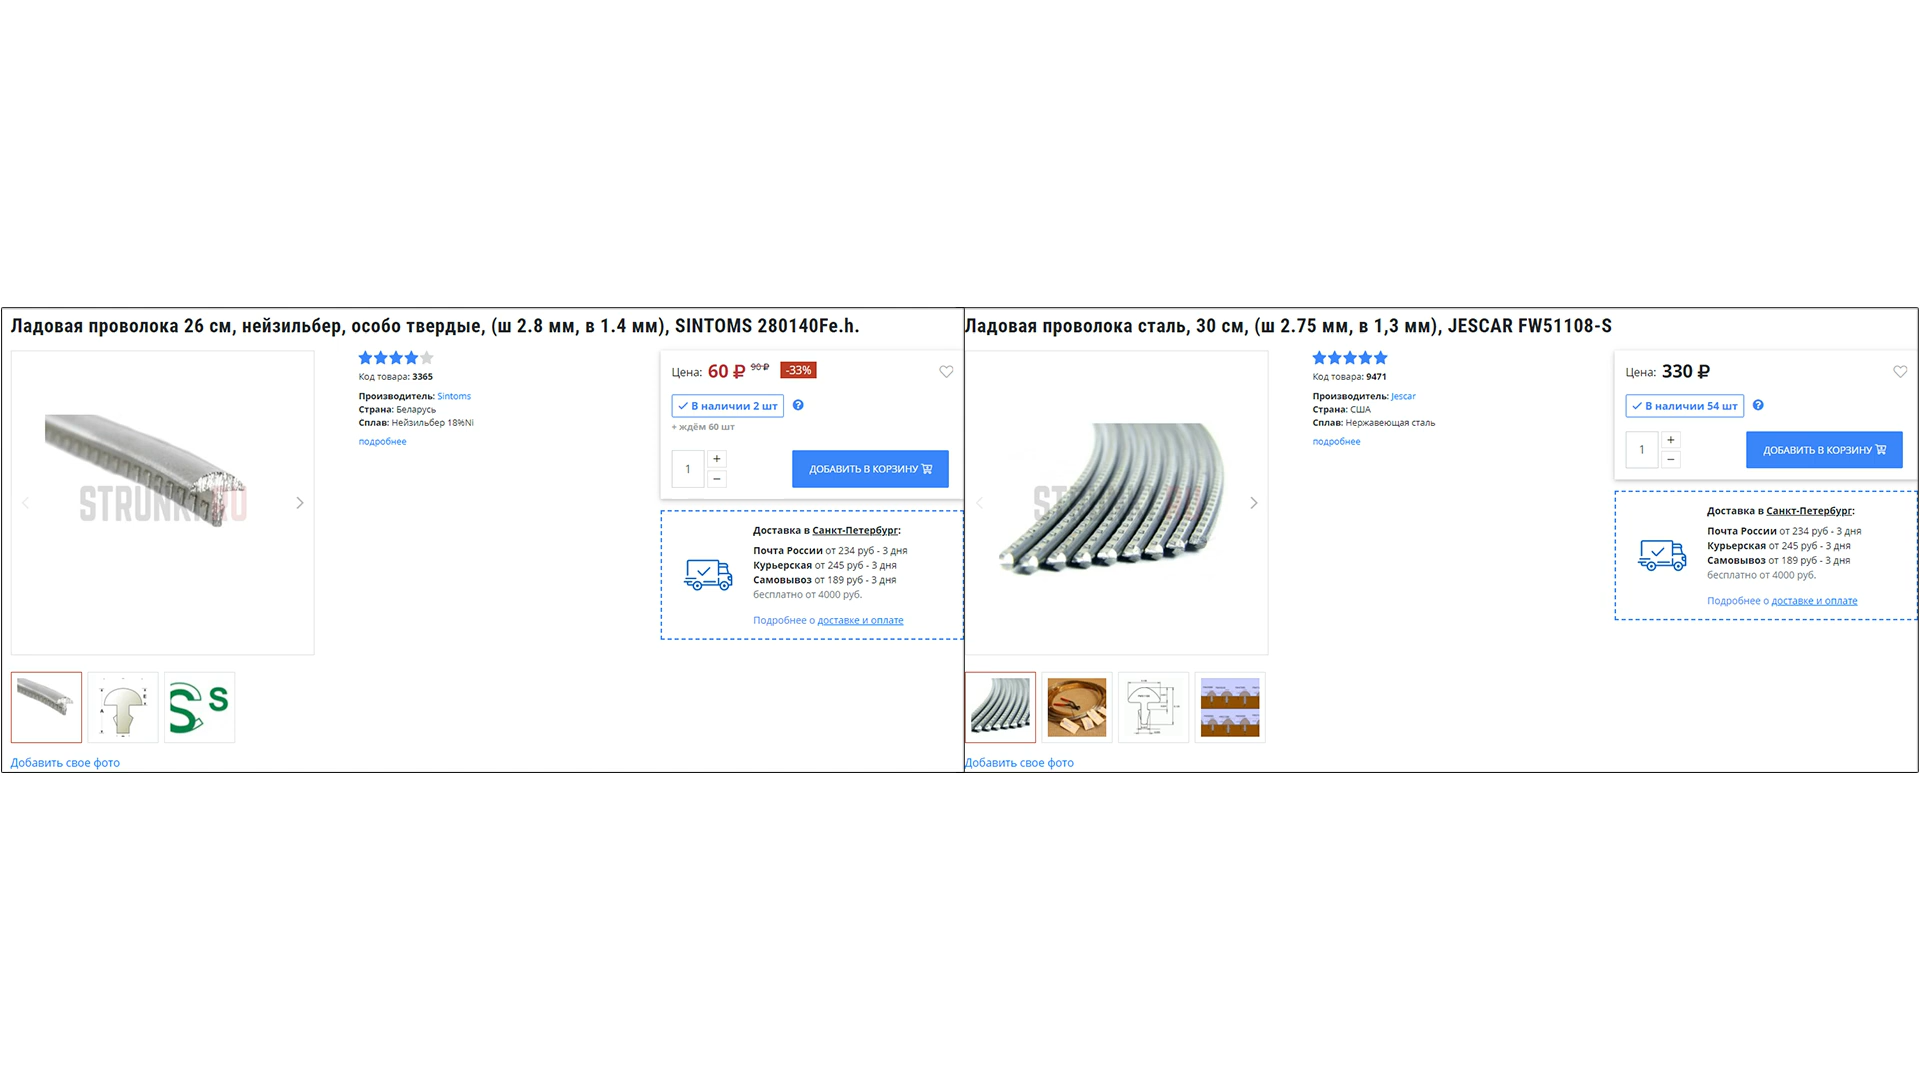 Ладовая проволока 26 см, нейзильбер, особо твердые, (ш 2.8 мм, в 1.4 мм), SINTOMS 280140Fe.h.
STRUNKI.RU
Код товара: 3365
Производитель: Sintoms
Страна: Беларусь
Сплав: Нейзильбер 18%Ni
подробнее
Цена: 60 ₽ 90 ₽ -33%
В наличии 2 шт ?
+ ждём 60 шт
1 + −
ДОБАВИТЬ В КОРЗИНУ
Доставка в Санкт-Петербург:
Почта России от 234 руб - 3 дня
Курьерская от 245 руб - 3 дня
Самовывоз от 189 руб - 3 дня
бесплатно от 4000 руб.
Подробнее о доставке и оплате
S S
Добавить свое фото
Ладовая проволока сталь, 30 см, (ш 2.75 мм, в 1,3 мм), JESCAR FW51108-S
Код товара: 9471
Производитель: Jescar
Страна: США
Сплав: Нержавеющая сталь
подробнее
Цена: 330 ₽
В наличии 54 шт ?
1 + −
ДОБАВИТЬ В КОРЗИНУ
Доставка в Санкт-Петербург:
Почта России от 234 руб - 3 дня
Курьерская от 245 руб - 3 дня
Самовывоз от 189 руб - 3 дня
бесплатно от 4000 руб.
Подробнее о доставке и оплате
Добавить свое фото